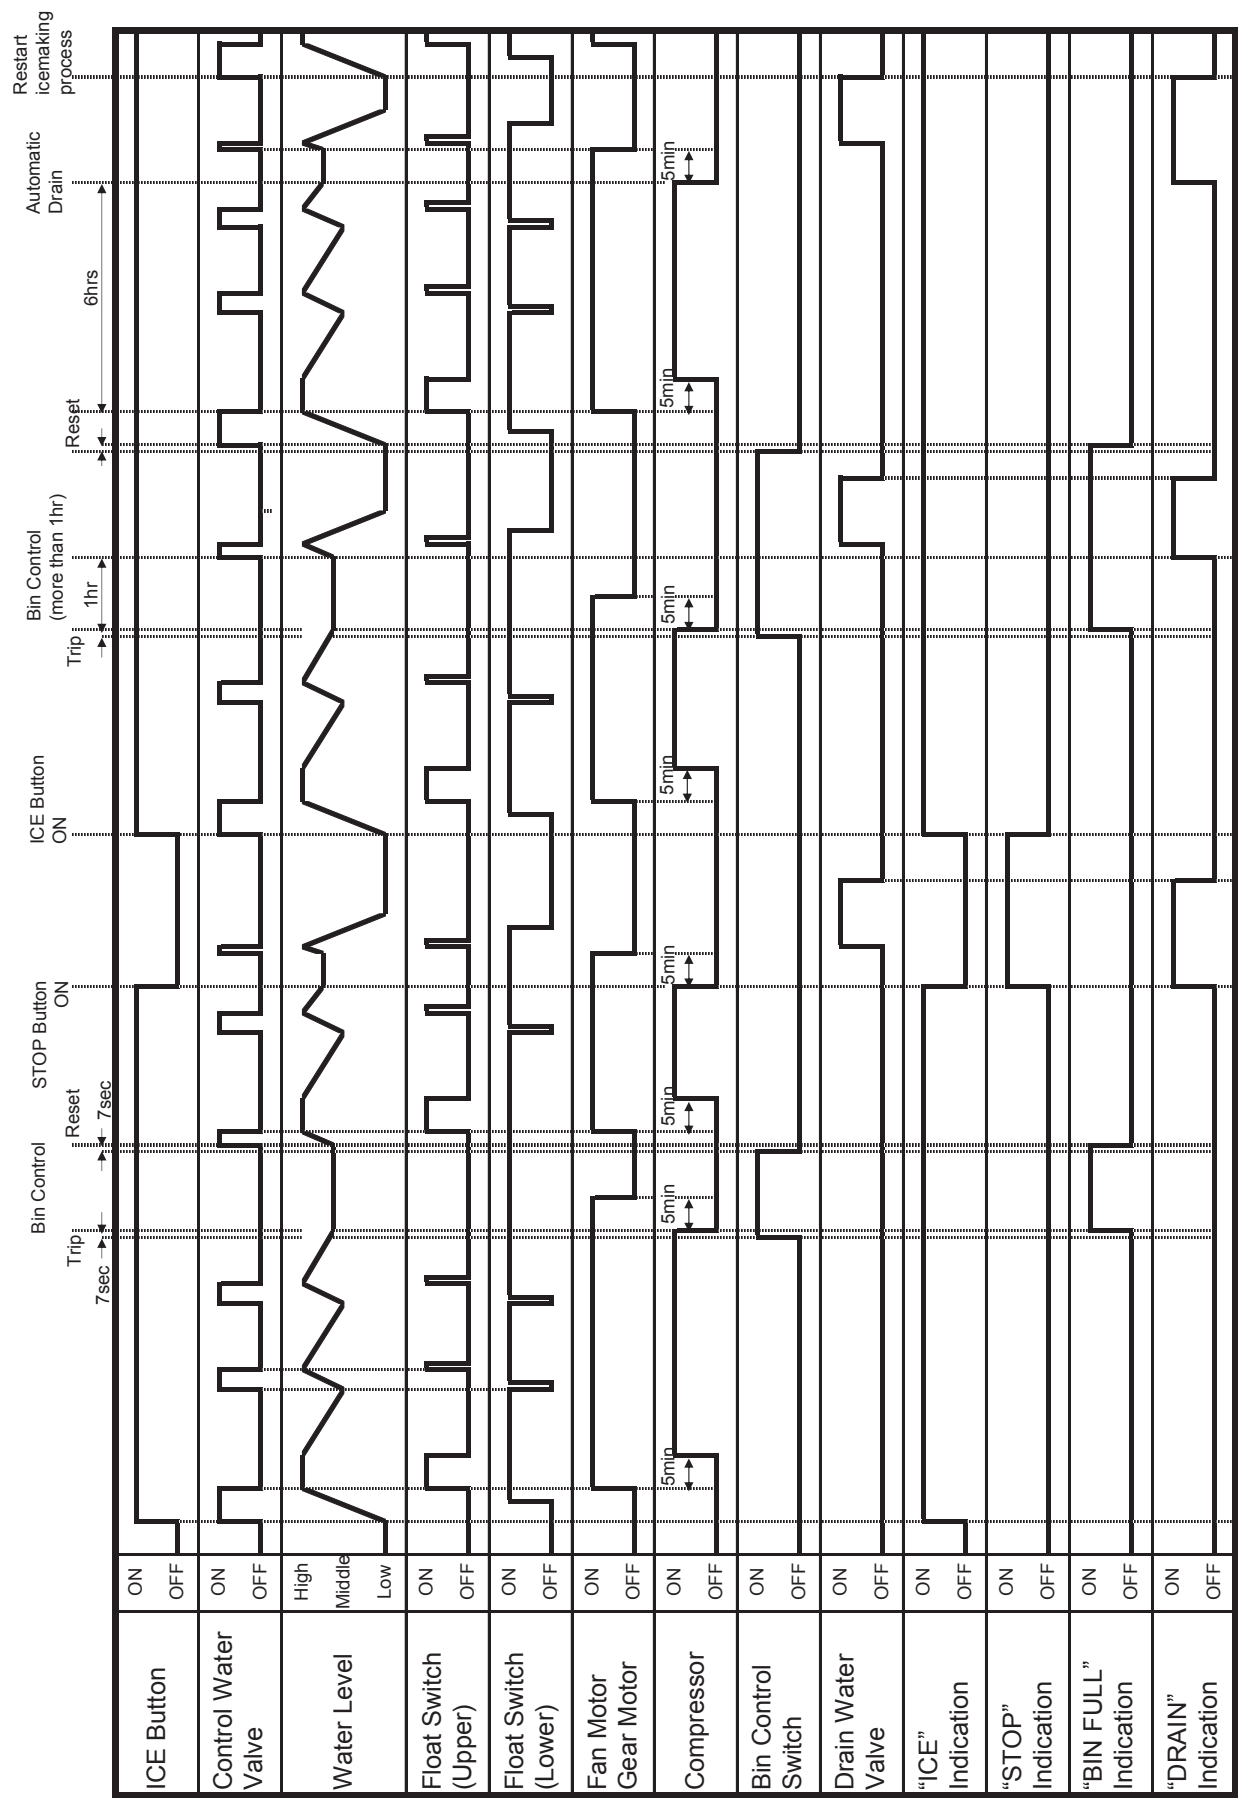 Bin Control
STOP Button
ON
ICE Button
ON
Bin Control
(more than 1hr)
Automatic
Drain
Restart
icemaking
process
Trip
Reset
Trip
Reset
7sec
7sec
1hr
6hrs
ICE Button
ON
OFF
Control Water
Valve
ON
OFF
Water Level
High
Middle
Low
Float Switch
(Upper)
ON
OFF
Float Switch
(Lower)
ON
OFF
Fan Motor
Gear Motor
ON
OFF
Compressor
ON
OFF
5min
5min
5min
5min
5min
5min
5min
5min
Bin Control
Switch
ON
OFF
Drain Water
Valve
ON
OFF
“ICE”
Indication
ON
OFF
“STOP”
Indication
ON
OFF
“BIN FULL”
Indication
ON
OFF
“DRAIN”
Indication
ON
OFF